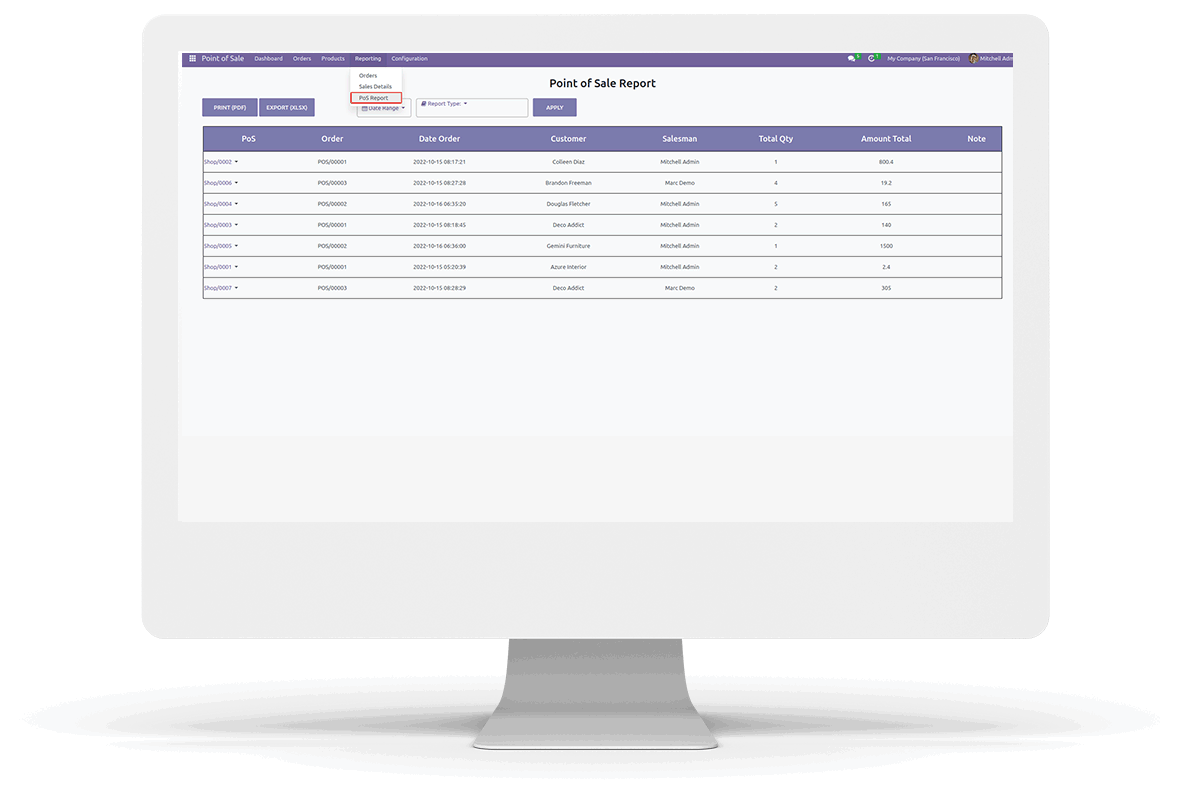 Point of Sale Dashboard Orders Products Reporting Configuration 5 1 My Company (San Francisco) Mitchell Adm
Orders
Sales Details
PoS Report
Point of Sale Report
PRINT (PDF) EXPORT (XLSX) Date Range Report Type: APPLY
PoS Order Date Order Customer Salesman Total Qty Amount Total Note
Shop/0002 POS/00001 2022-10-15 08:17:21 Colleen Diaz Mitchell Admin 1 800.4
Shop/0006 POS/00003 2022-10-15 08:27:28 Brandon Freeman Marc Demo 4 19.2
Shop/0004 POS/00002 2022-10-16 06:35:20 Douglas Fletcher Mitchell Admin 5 165
Shop/0003 POS/00001 2022-10-15 08:18:45 Deco Addict Mitchell Admin 2 140
Shop/0005 POS/00002 2022-10-16 06:36:00 Gemini Furniture Mitchell Admin 1 1500
Shop/0001 POS/00001 2022-10-15 05:20:39 Azure Interior Mitchell Admin 2 2.4
Shop/0007 POS/00003 2022-10-15 08:28:29 Deco Addict Marc Demo 2 305